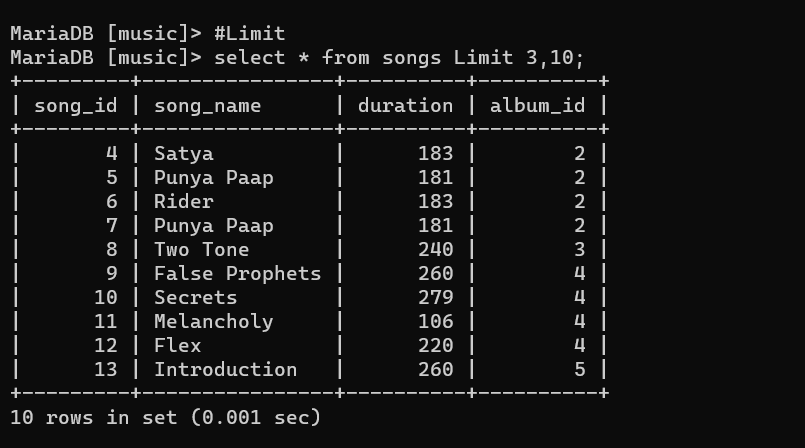 MariaDB [music]> #Limit
MariaDB [music]> select * from songs Limit 3,10;
+---------+----------------+----------+----------+
| song_id | song_name      | duration | album_id |
+---------+----------------+----------+----------+
|       4 | Satya          |      183 |        2 |
|       5 | Punya Paap     |      181 |        2 |
|       6 | Rider          |      183 |        2 |
|       7 | Punya Paap     |      181 |        2 |
|       8 | Two Tone       |      240 |        3 |
|       9 | False Prophets |      260 |        4 |
|      10 | Secrets        |      279 |        4 |
|      11 | Melancholy     |      106 |        4 |
|      12 | Flex           |      220 |        4 |
|      13 | Introduction   |      260 |        5 |
+---------+----------------+----------+----------+
10 rows in set (0.001 sec)